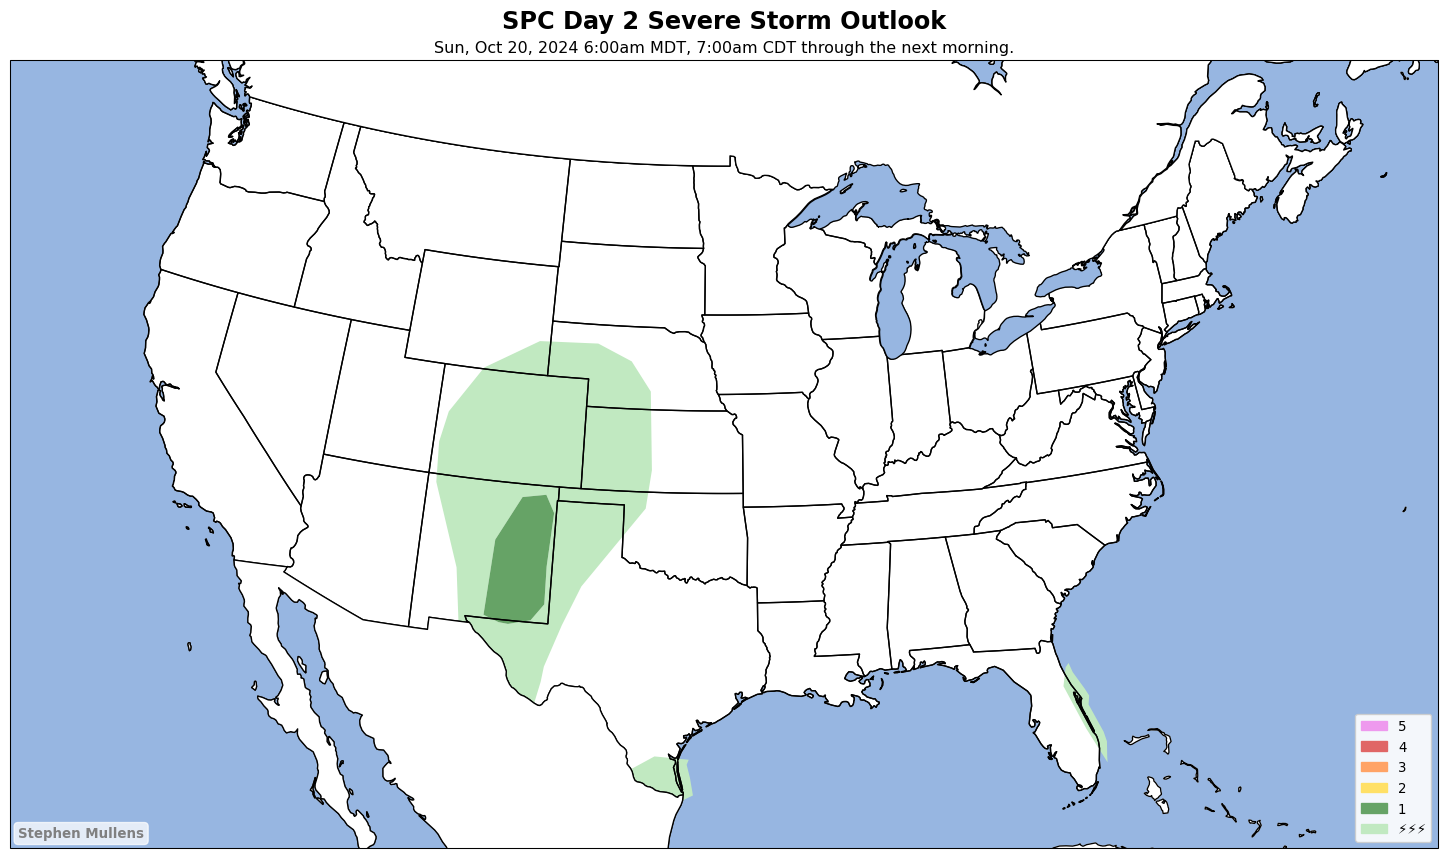 SPC Day 2 Severe Storm Outlook
Sun, Oct 20, 2024 6:00am MDT, 7:00am CDT through the next morning.
5
4
3
2
1
⚡⚡⚡
Stephen Mullens